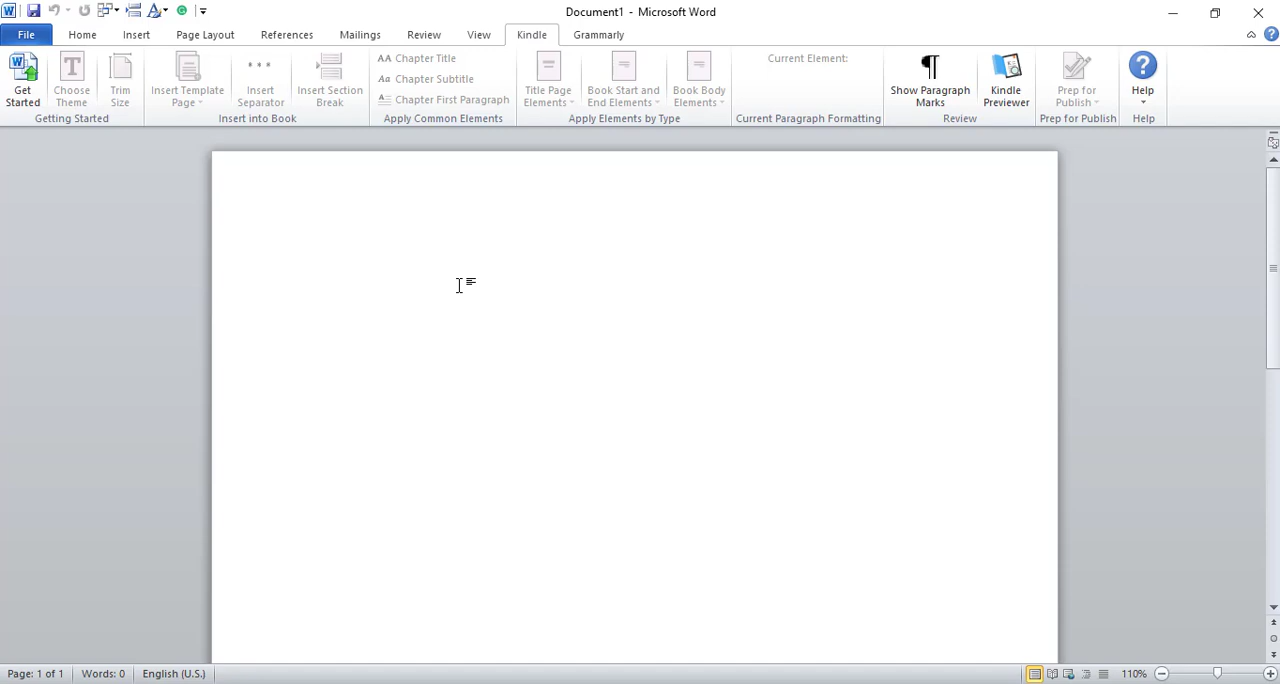 Document1 - Microsoft Word
File Home Insert Page Layout References Mailings Review View Kindle Grammarly
Get Started
Choose Theme
Trim Size
Getting Started
Insert Template Page
Insert Separator
Insert Section Break
Insert into Book
AA Chapter Title
Aa Chapter Subtitle
A Chapter First Paragraph
Apply Common Elements
Title Page Elements
Book Start and End Elements
Book Body Elements
Apply Elements by Type
Current Element:
Current Paragraph Formatting
Show Paragraph Marks
Kindle Previewer
Review
Prep for Publish
Prep for Publish
Help
Help
Page: 1 of 1 Words: 0 English (U.S.) 110%